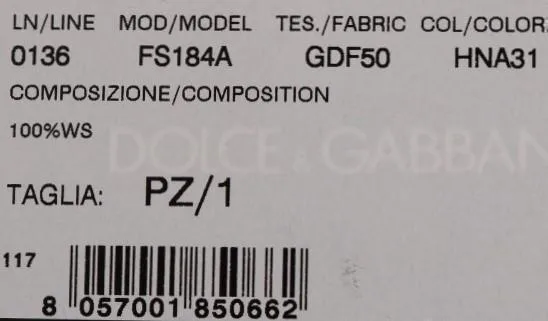 LN/LINE MOD/MODEL TES./FABRIC COL/COLOR:
0136 FS184A GDF50 HNA31
COMPOSIZIONE/COMPOSITION
100%WS
DOLCE & GABBAN
TAGLIA: PZ/1
117
8 057001 850662